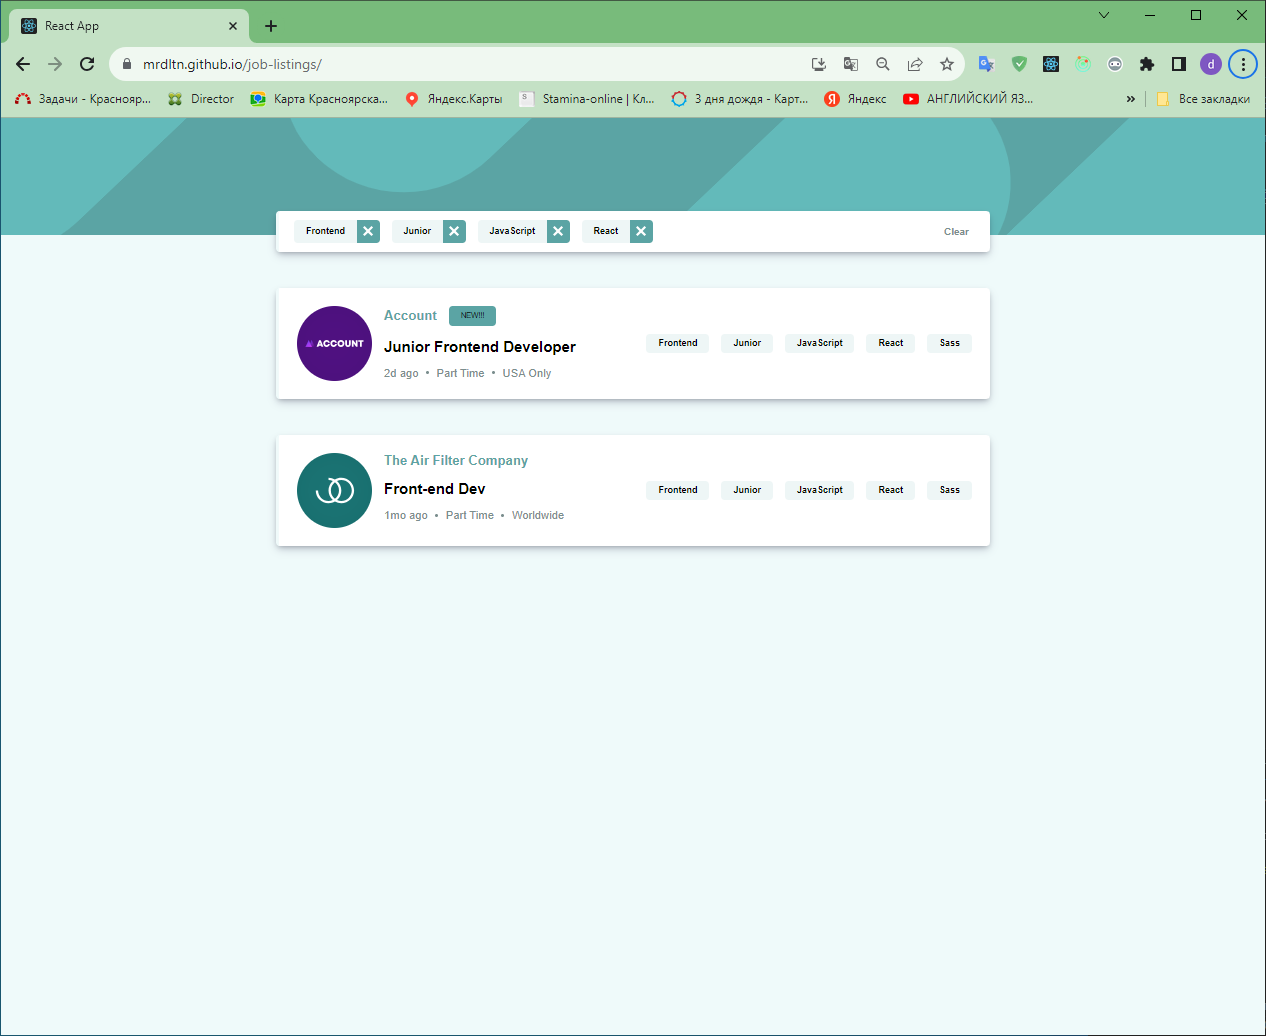 React App
mrdltn.github.io/job-listings/
d
Задачи - Краснояр... Director Карта Красноярска... Яндекс.Карты Stamina-online | Кл... 3 дня дождя - Карт... Яндекс АНГЛИЙСКИЙ ЯЗ... » Все закладки
Frontend Junior JavaScript React Clear
ACCOUNT
Account NEW!!!
Junior Frontend Developer
2d ago • Part Time • USA Only
Frontend Junior JavaScript React Sass
The Air Filter Company
Front-end Dev
1mo ago • Part Time • Worldwide
Frontend Junior JavaScript React Sass